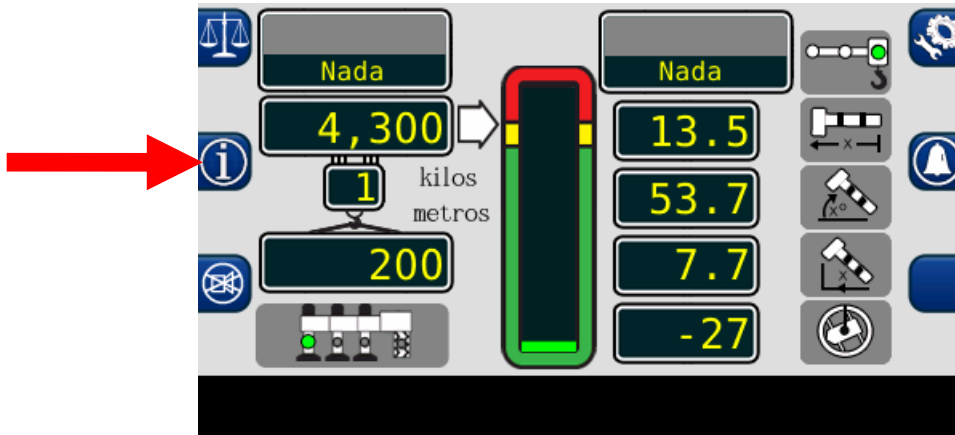 Nada
4,300
1
kilos
metros
200
Nada
13.5
53.7
7.7
-27
i
x
x°
x